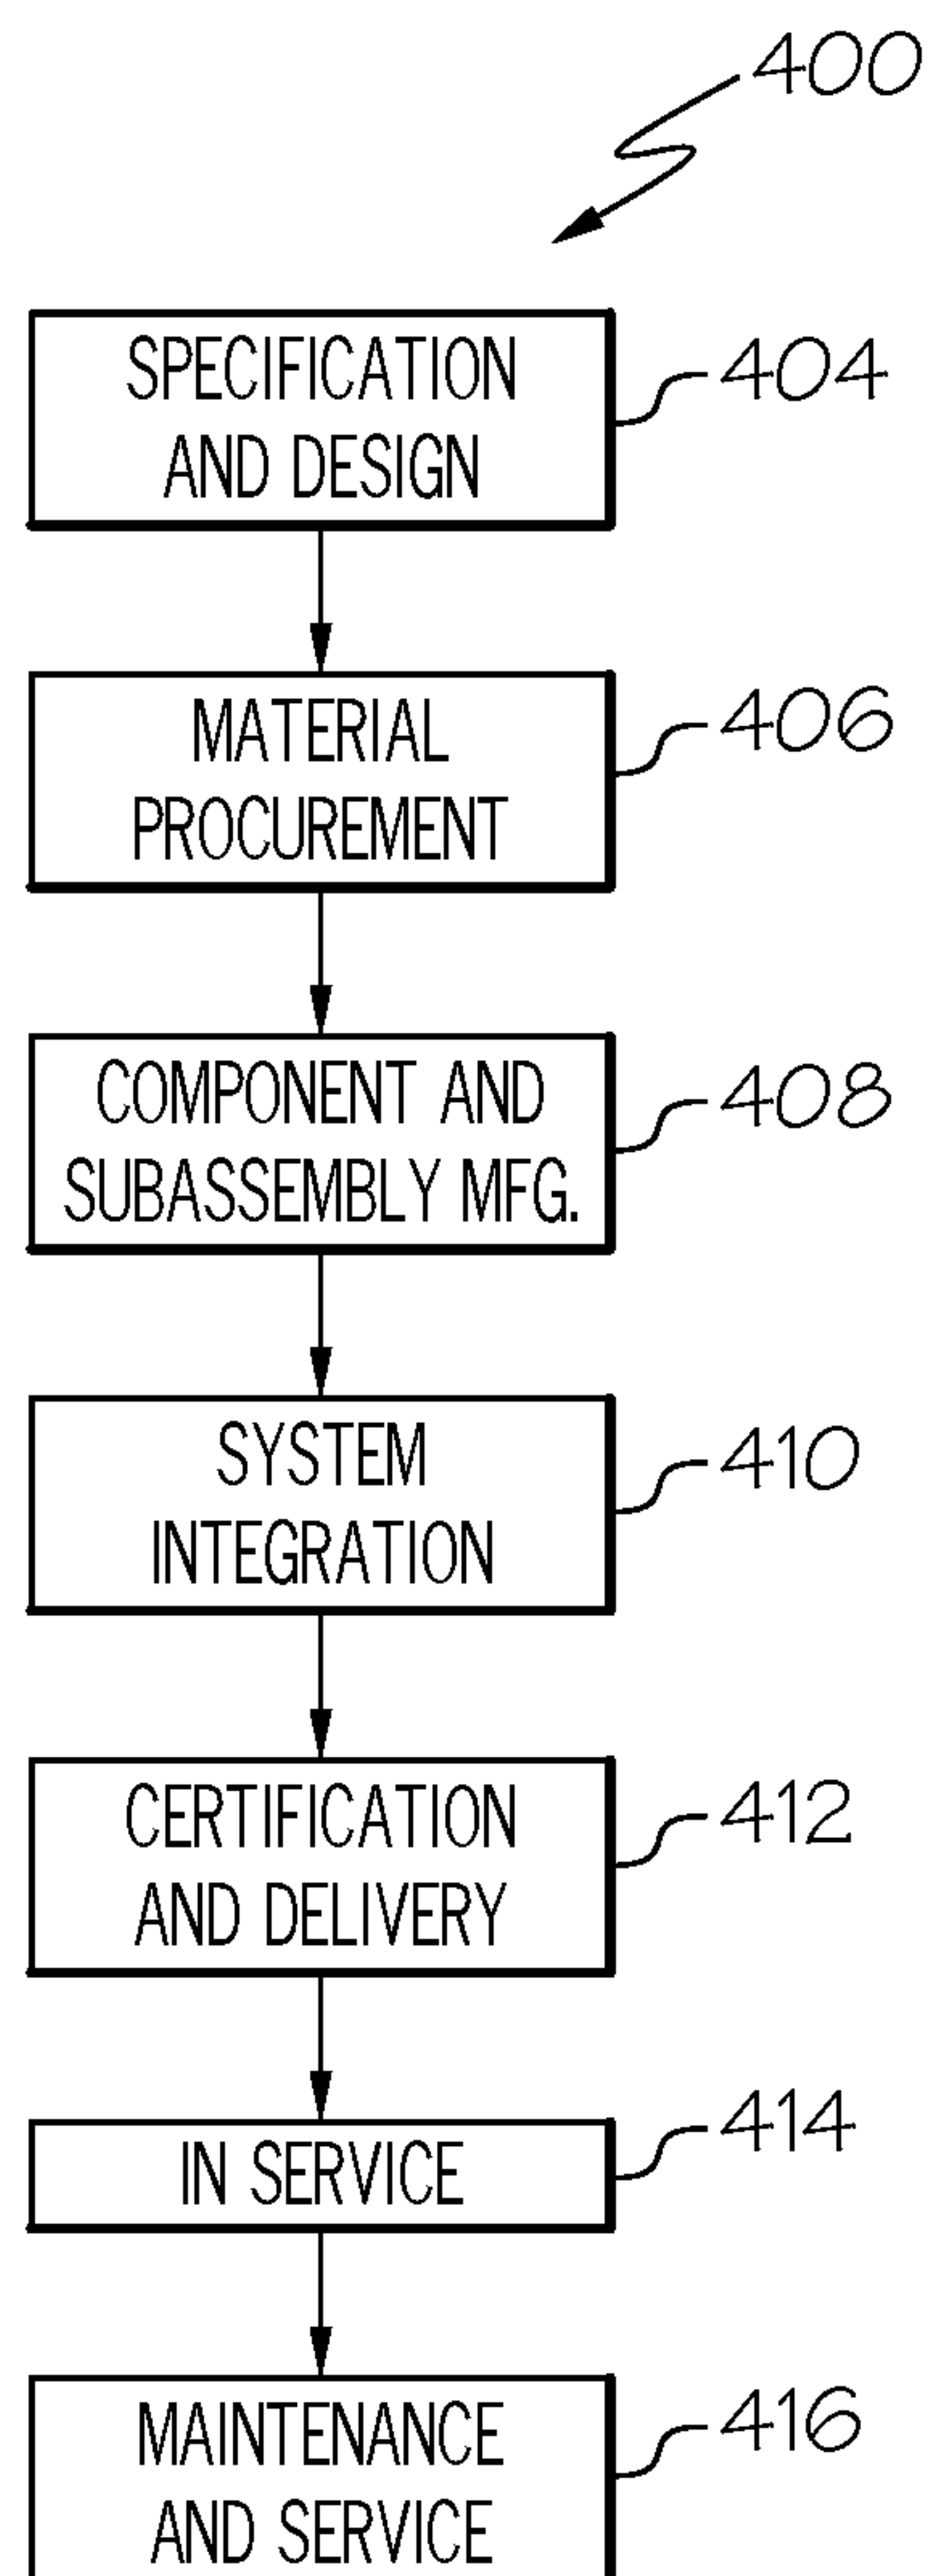 400
SPECIFICATION
AND DESIGN
404
MATERIAL
PROCUREMENT
406
COMPONENT AND
SUBASSEMBLY MFG.
408
SYSTEM
INTEGRATION
410
CERTIFICATION
AND DELIVERY
412
IN SERVICE
414
MAINTENANCE
AND SERVICE
416